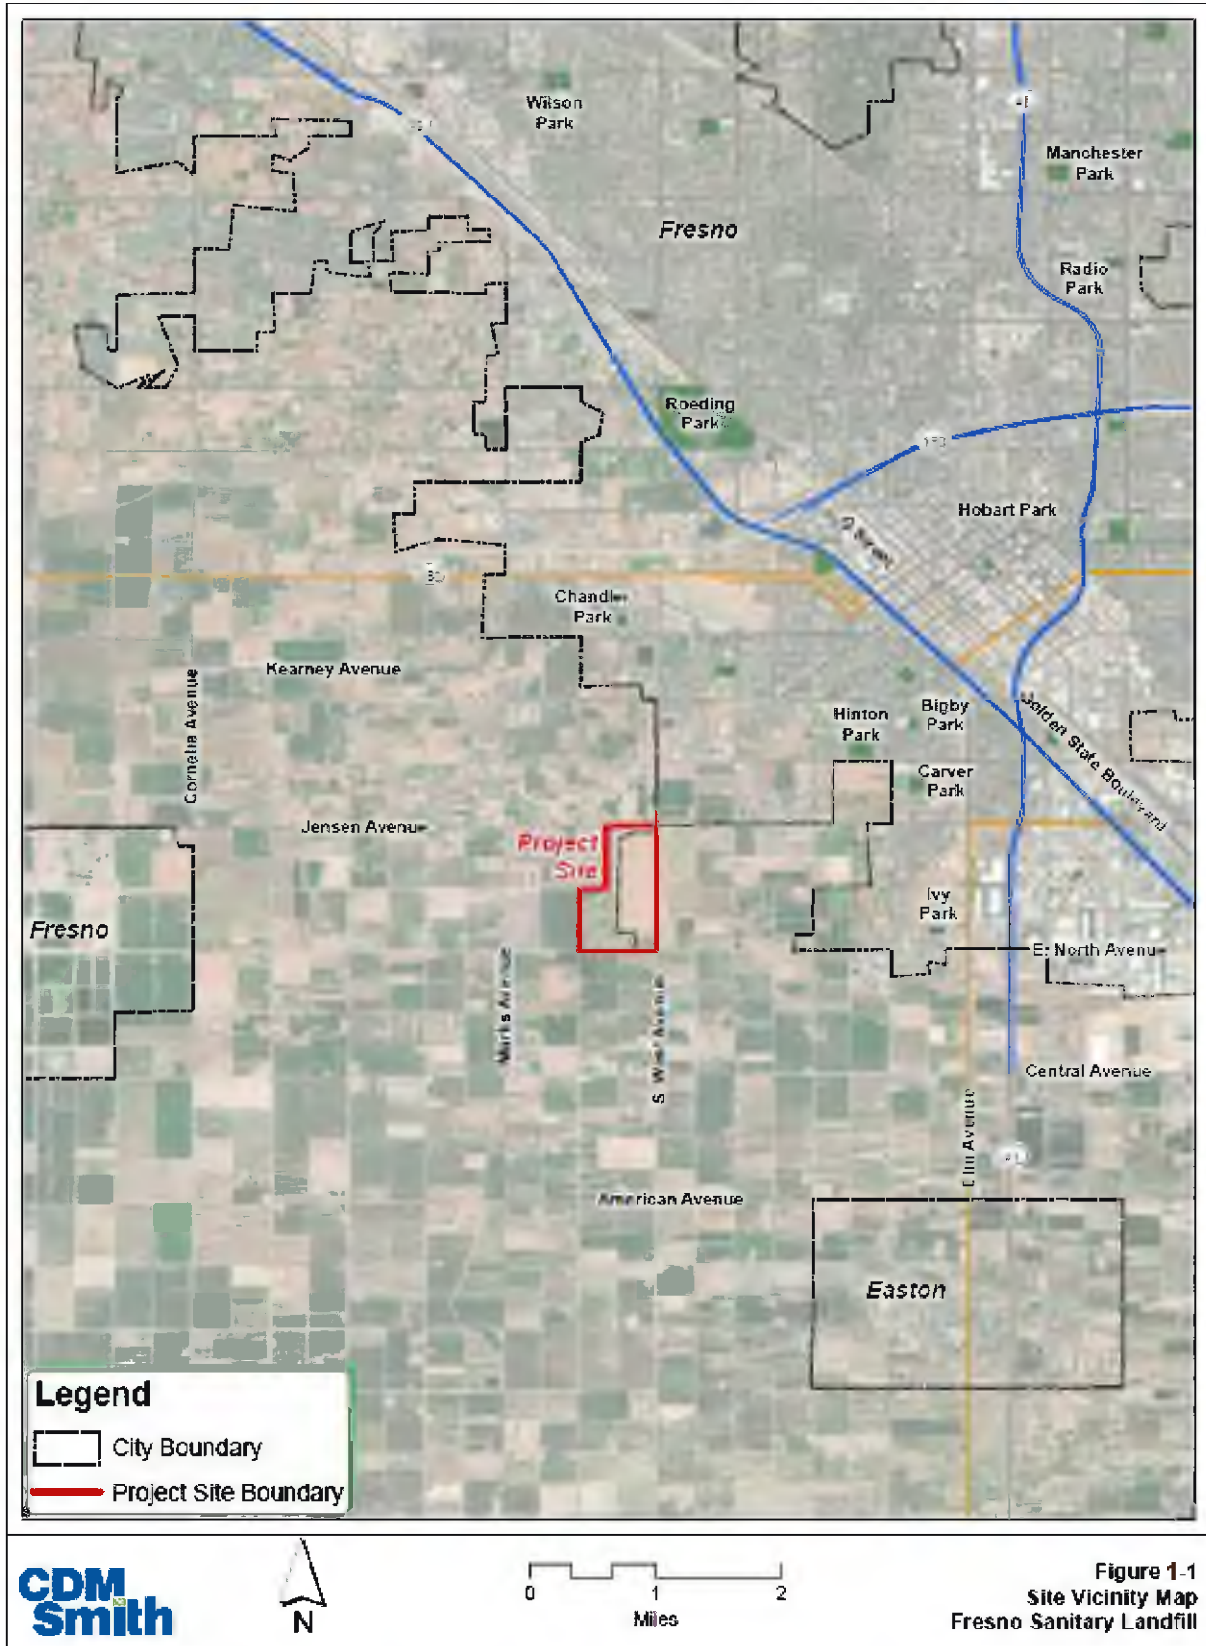 Wilson
Park
Manchester
Park
Fresno
Radio
Park
Roeding
Park
Hobart Park
Kearney Avenue
Cornelia Avenue
Park
Hinton
Park
Bigby
Park
Golden State Boulevard
Carver
Park
Jensen Avenue
Project
Site
Ivy
Park
Fresno
E. North Avenue
Marks Avenue
S West Avenue
Central Avenue
Elm Avenue
41
American Avenue
Easton
Legend
City Boundary
Project Site Boundary
CDM
Smith
N
0 1 2
Miles
Figure 1-1
Site Vicinity Map
Fresno Sanitary Landfill